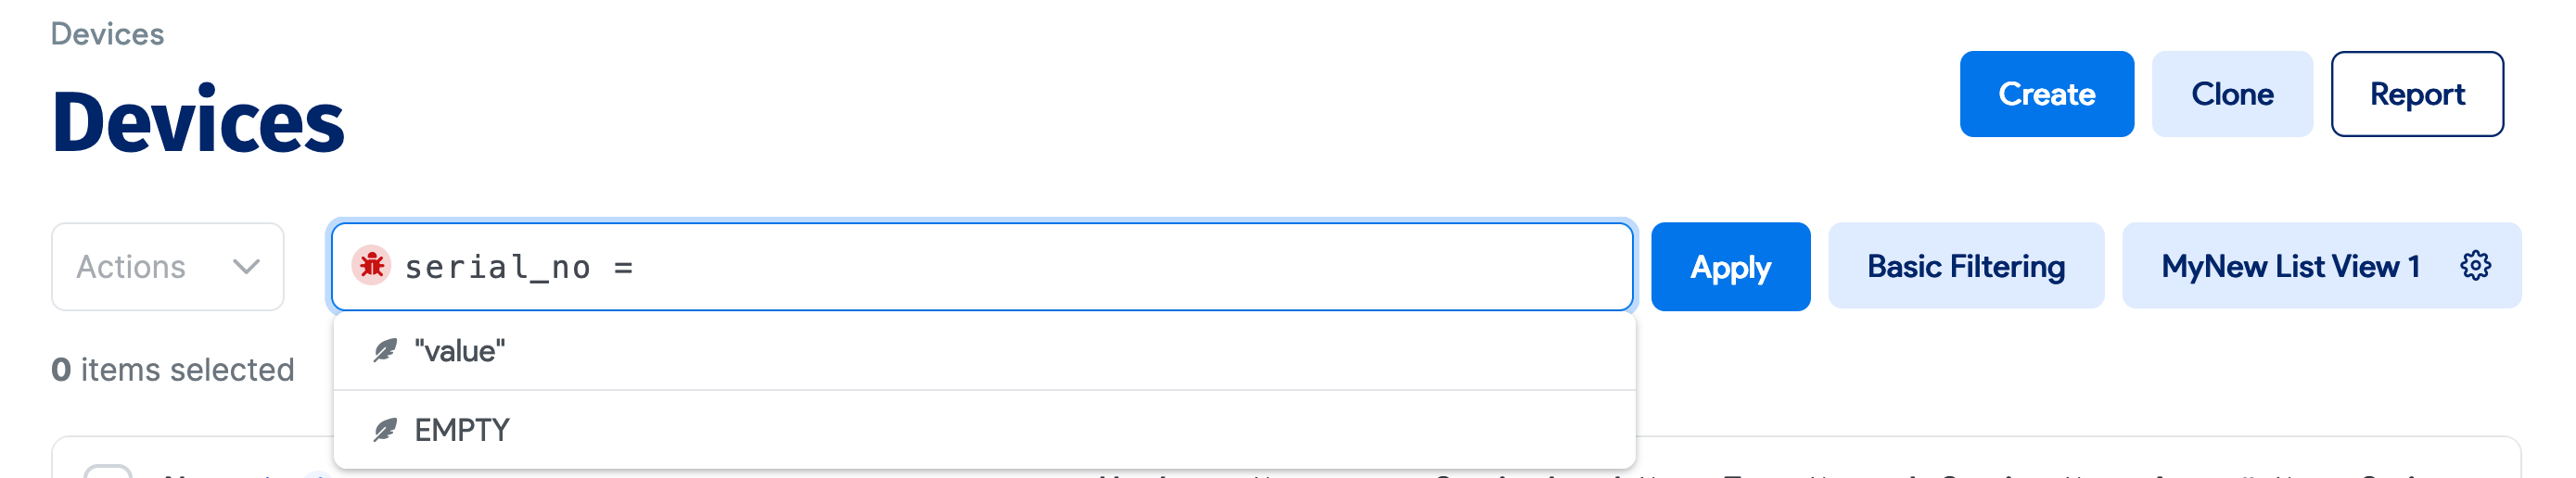 Devices
Devices
Create
Clone
Report
Actions
serial_no =
Apply
Basic Filtering
MyNew List View 1
"value"
EMPTY
0 items selected